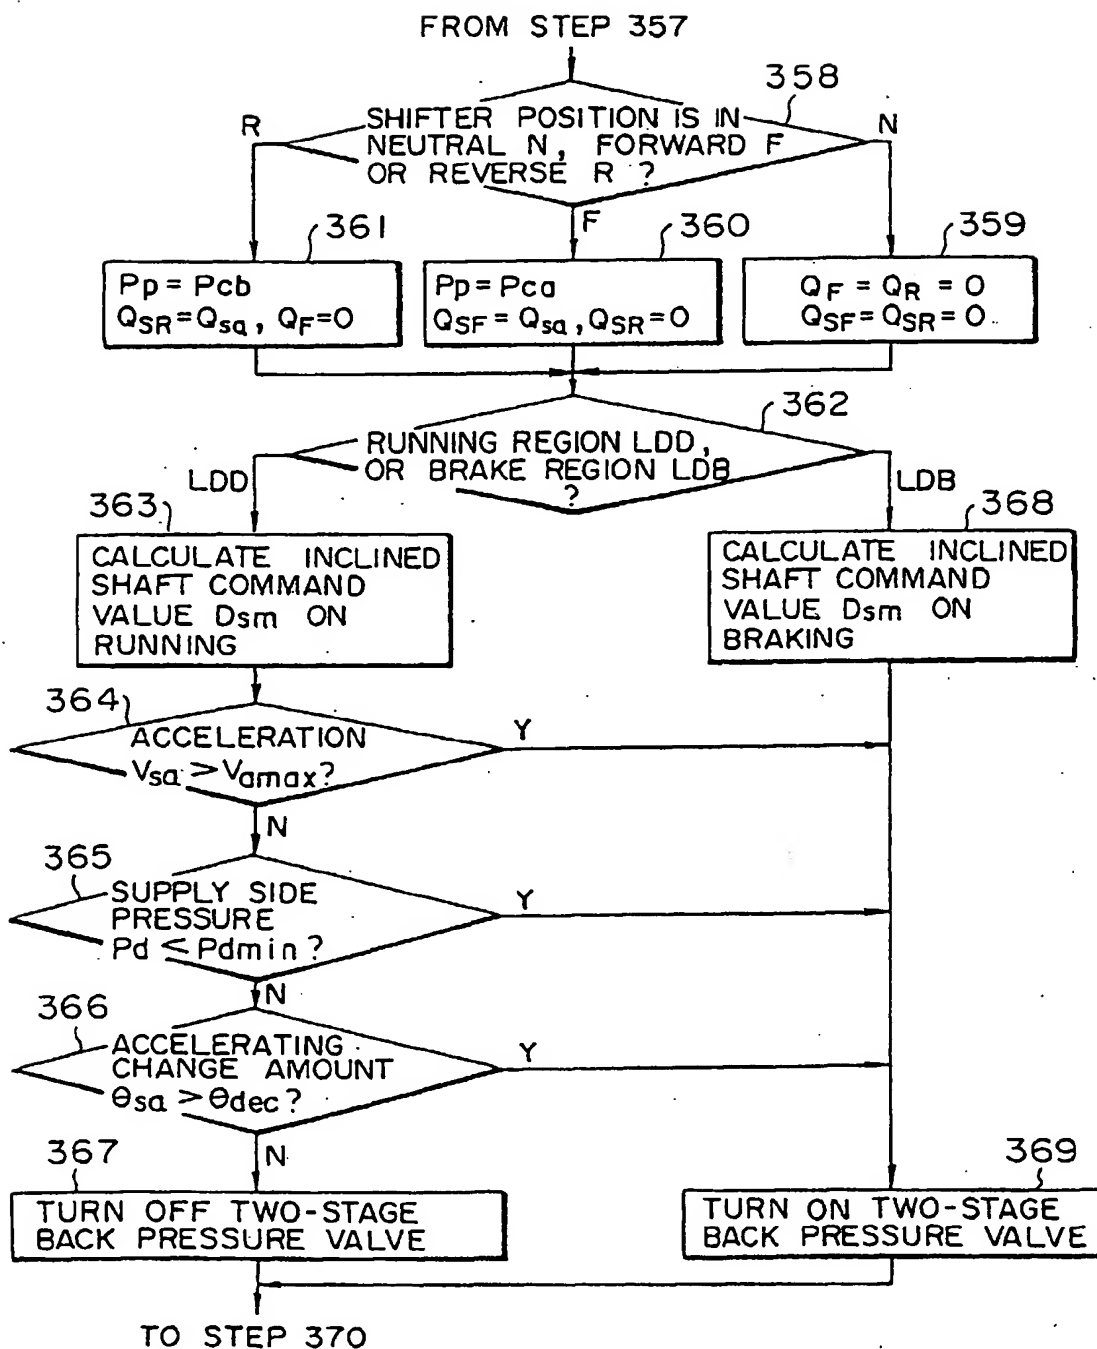 FROM STEP 357
358
SHIFTER POSITION IS IN
NEUTRAL N, FORWARD F
OR REVERSE R ?
R
N
F
361
Pp = Pcb
QSR=Qsa, QF=0
360
Pp = Pca
QSF = Qsa, QSR=0
359
QF = QR = 0
QSF=QSR=0
362
RUNNING REGION LDD,
OR BRAKE REGION LDB
?
LDD
LDB
363
CALCULATE INCLINED
SHAFT COMMAND
VALUE Dsm ON
RUNNING
368
CALCULATE INCLINED
SHAFT COMMAND
VALUE Dsm ON
BRAKING
364
ACCELERATION
Vsa > Vamax?
Y
N
365
SUPPLY SIDE
PRESSURE
Pd ≤ Pdmin ?
Y
N
366
ACCELERATING
CHANGE AMOUNT
θsa > θdec ?
Y
N
367
TURN OFF TWO-STAGE
BACK PRESSURE VALVE
369
TURN ON TWO-STAGE
BACK PRESSURE VALVE
TO STEP 370